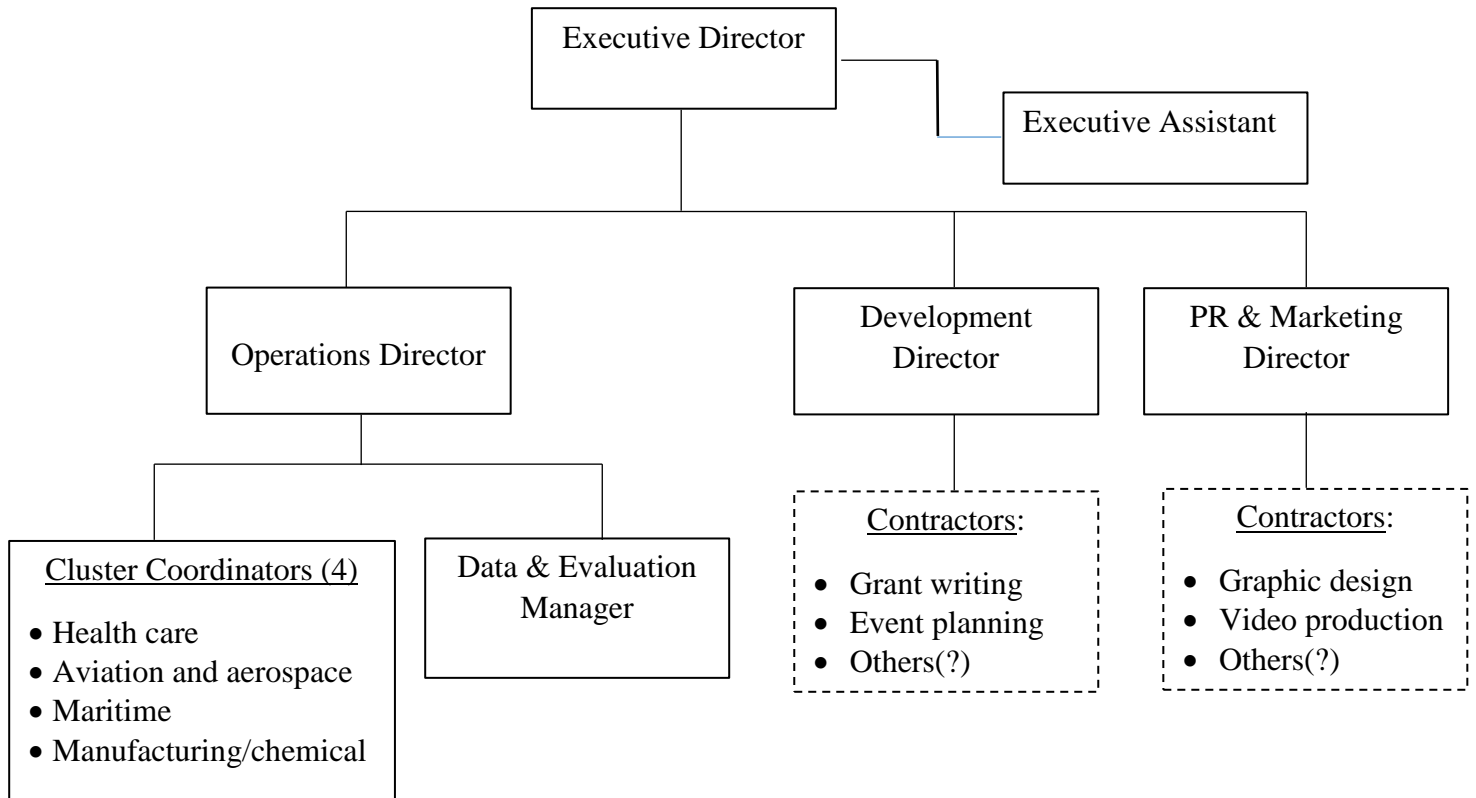 Executive Director
Executive Assistant
Operations Director
Development
Director
PR & Marketing
Director
Cluster Coordinators (4)
• Health care
• Aviation and aerospace
• Maritime
• Manufacturing/chemical
Data & Evaluation
Manager
Contractors:
• Grant writing
• Event planning
• Others(?)
Contractors:
• Graphic design
• Video production
• Others(?)